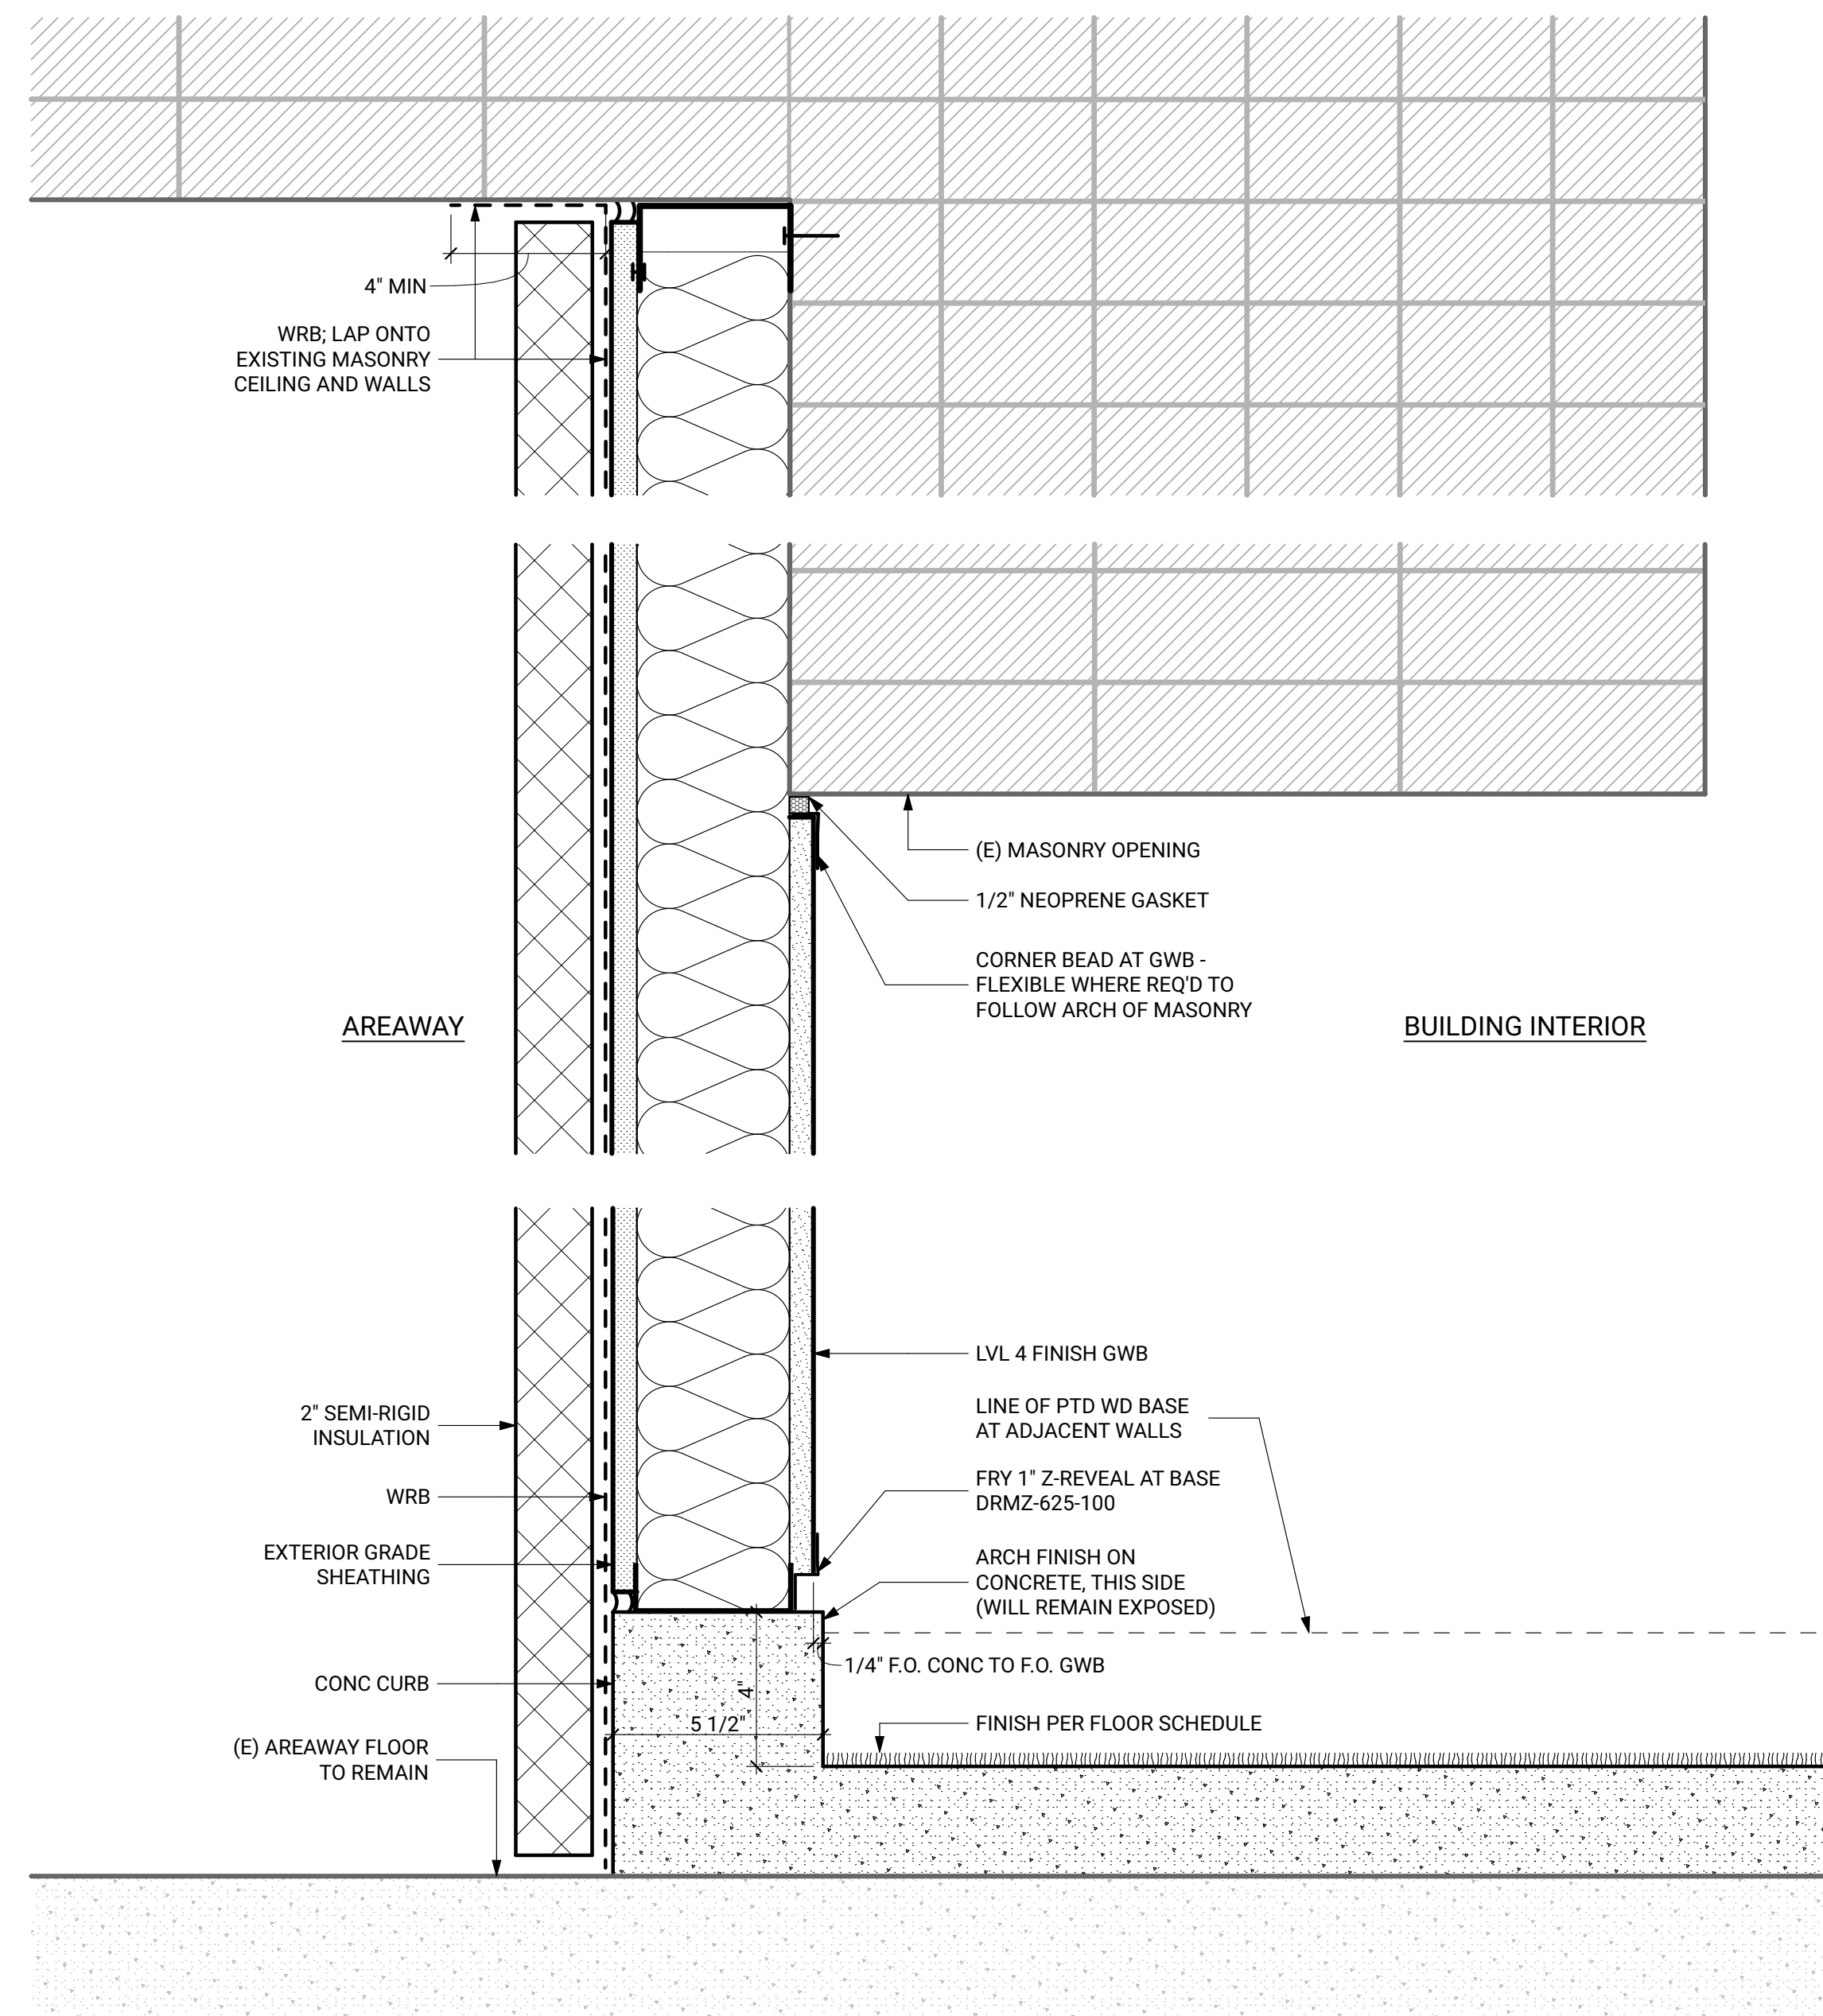 4" MIN
WRB; LAP ONTO
EXISTING MASONRY
CEILING AND WALLS
(E) MASONRY OPENING
1/2" NEOPRENE GASKET
CORNER BEAD AT GWB -
FLEXIBLE WHERE REQ'D TO
FOLLOW ARCH OF MASONRY
AREAWAY
BUILDING INTERIOR
LVL 4 FINISH GWB
LINE OF PTD WD BASE
AT ADJACENT WALLS
2" SEMI-RIGID
INSULATION
FRY 1" Z-REVEAL AT BASE
DRMZ-625-100
WRB
EXTERIOR GRADE
SHEATHING
ARCH FINISH ON
CONCRETE, THIS SIDE
(WILL REMAIN EXPOSED)
1/4" F.O. CONC TO F.O. GWB
CONC CURB
4"
5 1/2"
FINISH PER FLOOR SCHEDULE
(E) AREAWAY FLOOR
TO REMAIN